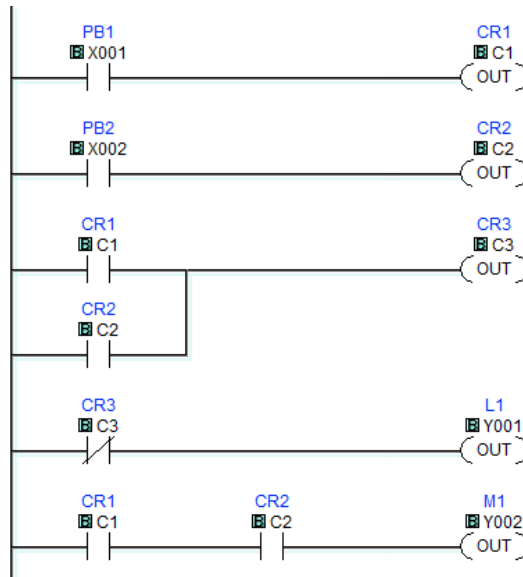 PB1 CR1
B X001 B C1
OUT
PB2 CR2
B X002 B C2
OUT
CR1 CR3
B C1 B C3
OUT
CR2
B C2
CR3 L1
B C3 B Y001
OUT
CR1 CR2 M1
B C1 B C2 B Y002
OUT